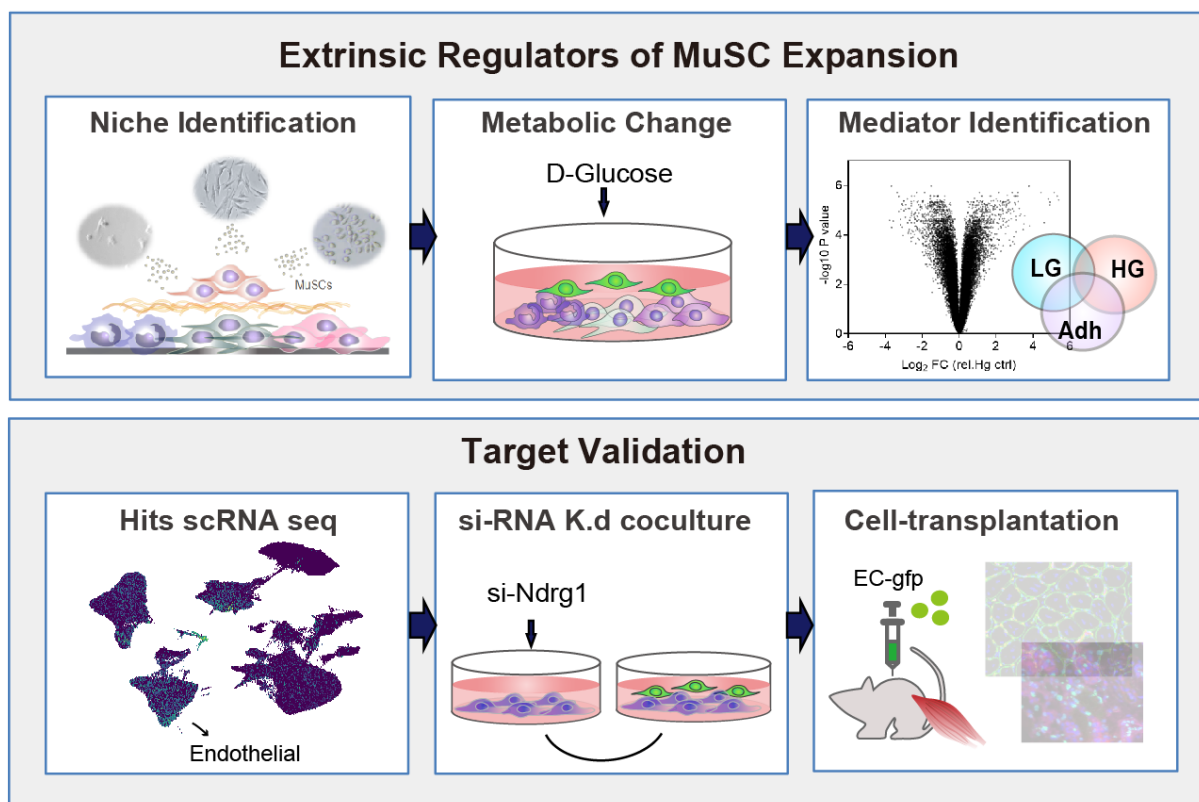 Extrinsic Regulators of MuSC Expansion
Niche Identification
MuSCs
Metabolic Change
D-Glucose
Mediator Identification
-log10 P value
6
4
2
0
-6
-4
-2
0
2
4
6
Log2 FC (rel.Hg ctrl)
LG
HG
Adh
Target Validation
Hits scRNA seq
Endothelial
si-RNA K.d coculture
si-Ndrg1
Cell-transplantation
EC-gfp